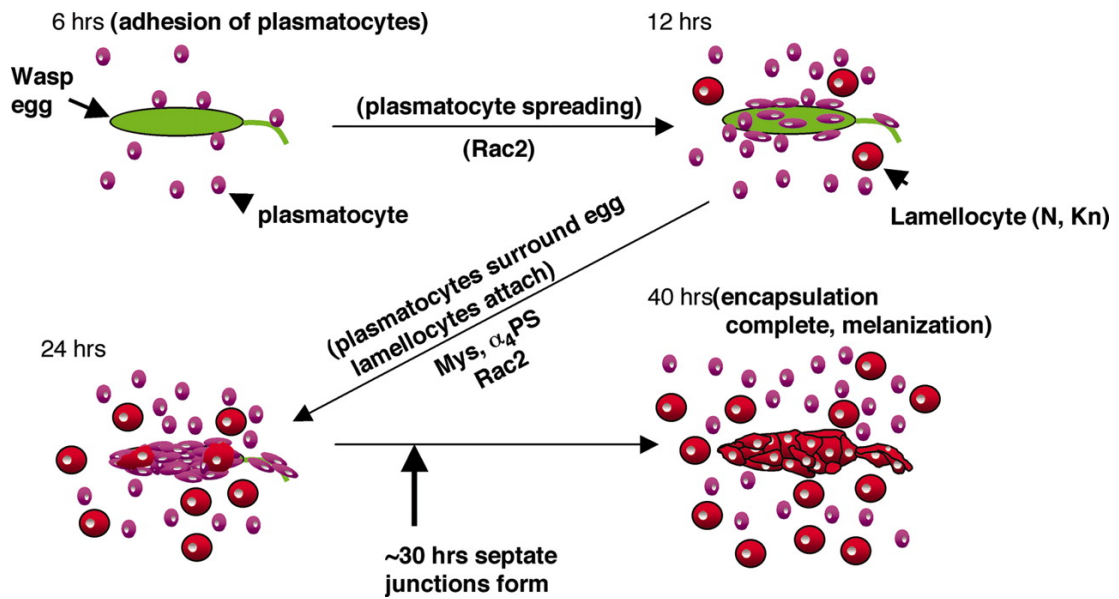 6 hrs (adhesion of plasmatocytes)
Wasp
egg
plasmatocyte
(plasmatocyte spreading)
(Rac2)
12 hrs
Lamellocyte (N, Kn)
(plasmatocytes surround egg
lamellocytes attach)
Mys, α₄PS
Rac2
24 hrs
~30 hrs septate
junctions form
40 hrs(encapsulation
complete, melanization)